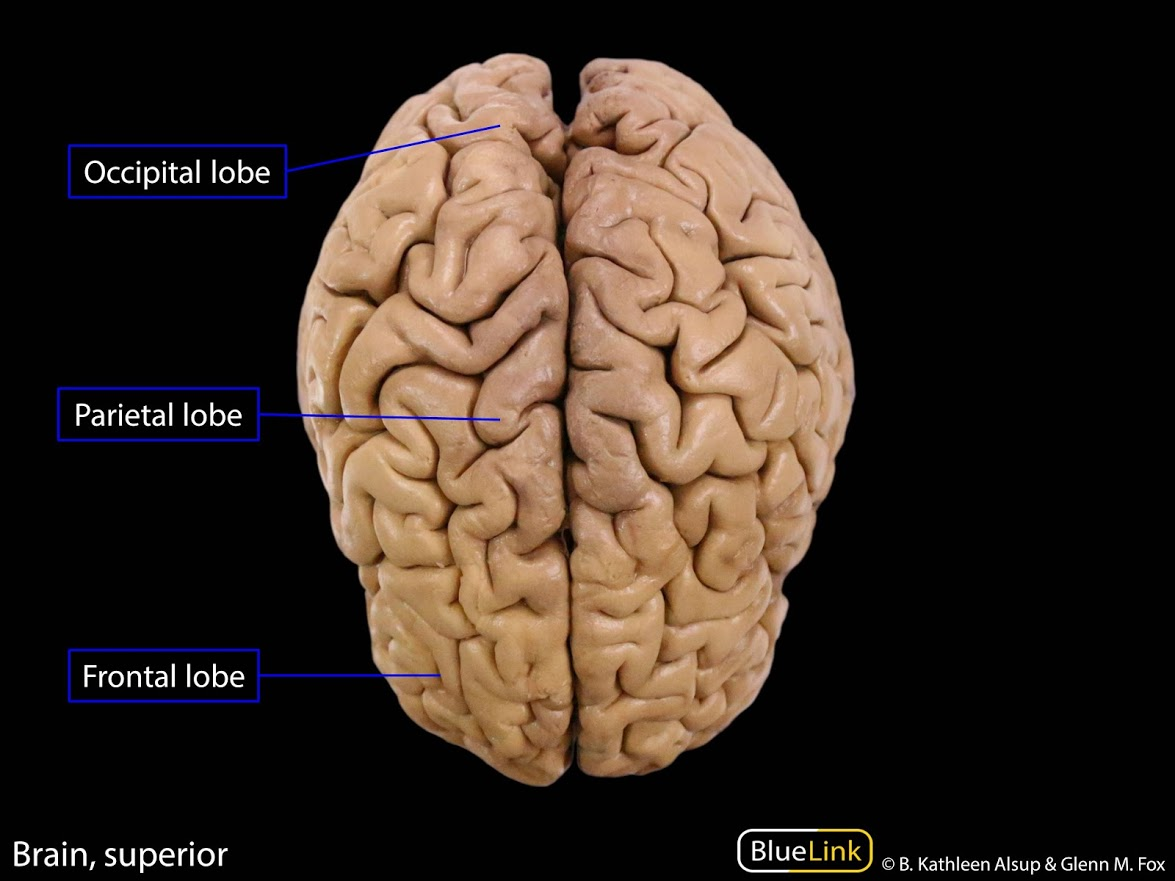 Occipital lobe
Parietal lobe
Frontal lobe
Brain, superior
BlueLink © B. Kathleen Alsup & Glenn M. Fox